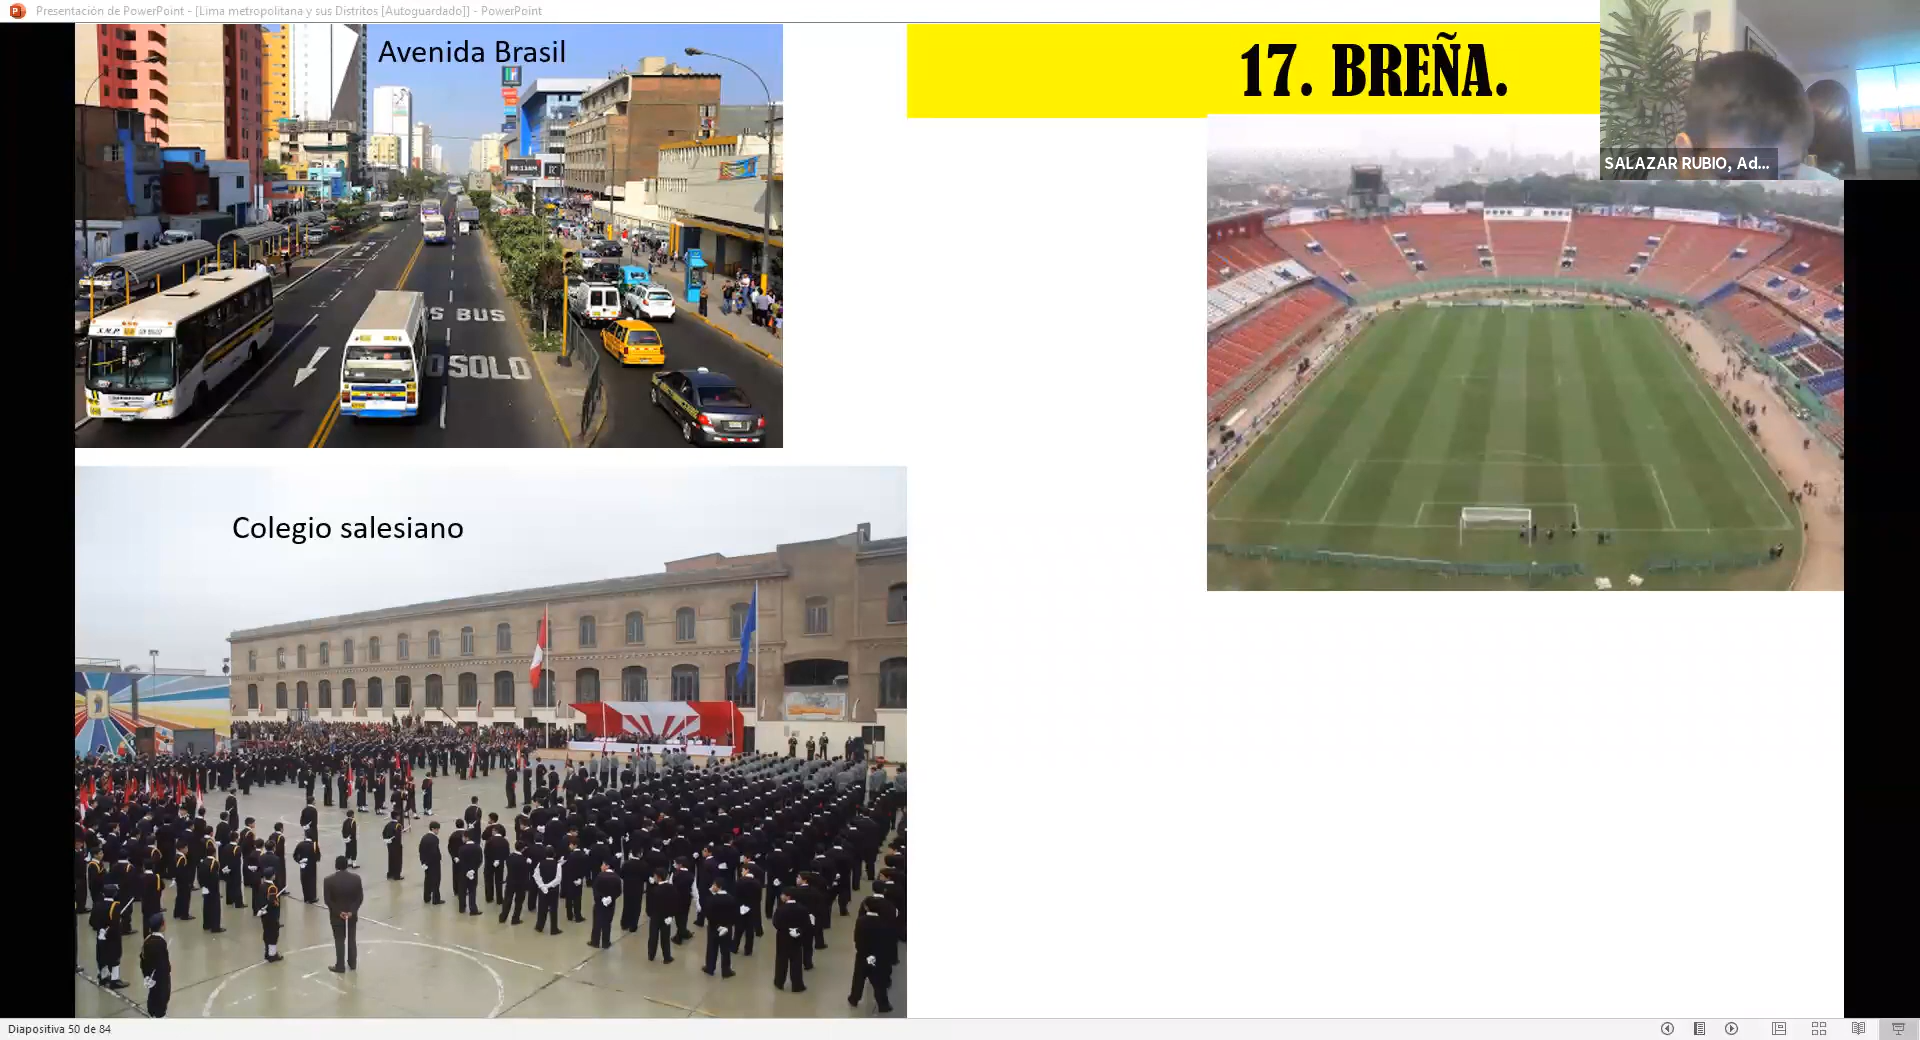 Presentación de PowerPoint - [Lima metropolitana y sus Distritos [Autoguardado]] - PowerPoint
Avenida Brasil
17. BREÑA.
SALAZAR RUBIO, Ad...
S BUS
SOLO
Colegio salesiano
Diapositiva 50 de 84